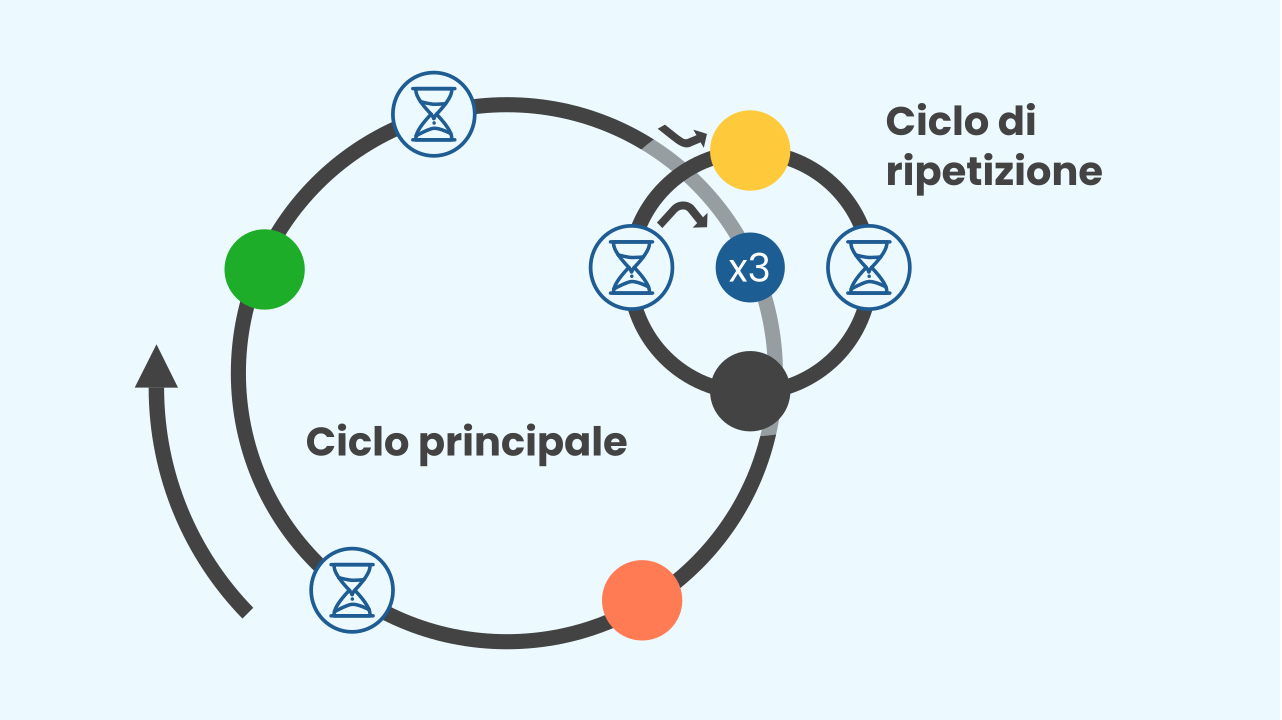 Ciclo di
ripetizione
x3
Ciclo principale